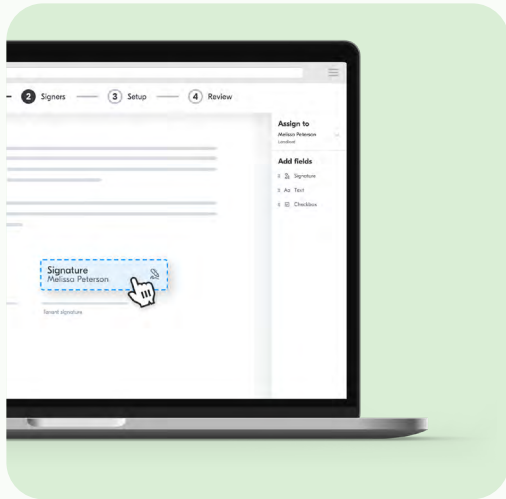 2 Signers 3 Setup 4 Review
Assign to
Melissa Peterson
Landlord
Add fields
Signature
Aa Text
Checkbox
Signature
Melissa Peterson
Tenant signature